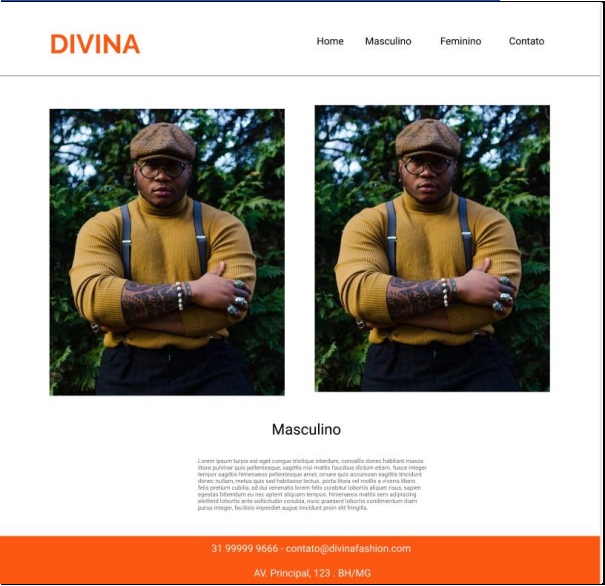 DIVINA
Home Masculino Feminino Contato
Masculino
Lorem ipsum turpis est eget congue tristique interdum, convallis donec habitant massa
litora pulvinar quis pellentesque, sagittis nisi mattis faucibus dictum etiam. fusce integer
tempor sagittis himenaeos pellentesque amet, ornare quis accumsan sagittis tincidunt
donec nullam, metus quis sed habitasse lectus. porta litora vel mollis a viverra libero
felis pretium cubilia, ad dui venenatis lorem felis curabitur lobortis aliquet risus, sapien
egestas bibendum eu nec aptent aliquam tempus. himenaeos mattis sem adipiscing
eleifend lobortis ante sollicitudin conubia, nunc praesent lobortis condimentum diam
purus integer, facilisis imperdiet augue tincidunt proin elit fringilla.
31 99999 9666 - contato@divinafashion.com
AV. Principal, 123 . BH/MG